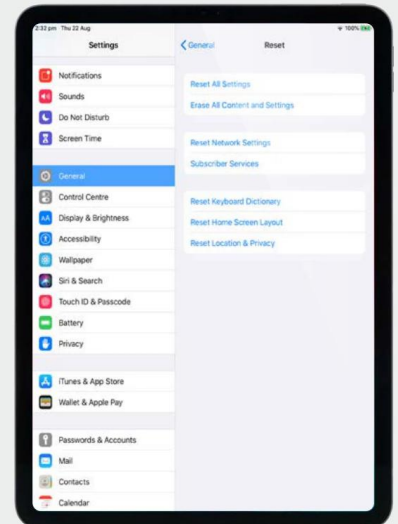 2:32 pm Thu 22 Aug
100%
Settings
Notifications
Sounds
Do Not Disturb
Screen Time
General
Control Centre
Display & Brightness
Accessibility
Wallpaper
Siri & Search
Touch ID & Passcode
Battery
Privacy
iTunes & App Store
Wallet & Apple Pay
Passwords & Accounts
Mail
Contacts
Calendar
General
Reset
Reset All Settings
Erase All Content and Settings
Reset Network Settings
Subscriber Services
Reset Keyboard Dictionary
Reset Home Screen Layout
Reset Location & Privacy